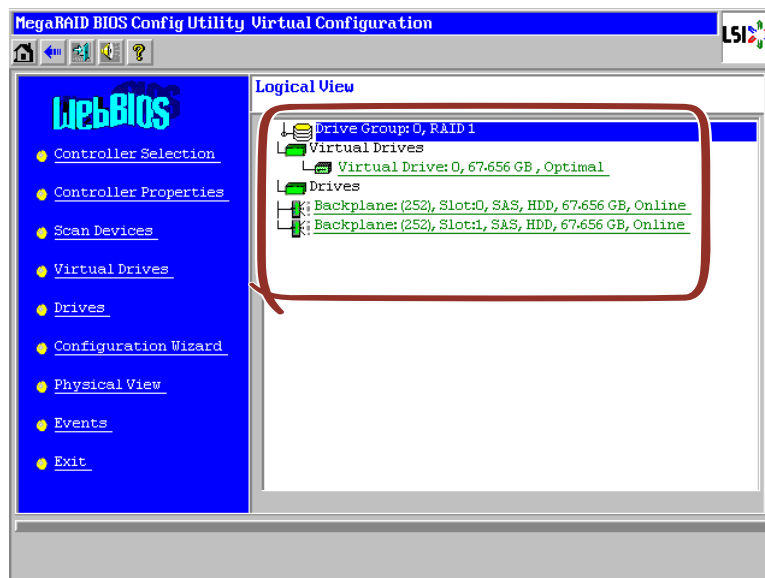 MegaRAID BIOS Config Utility Virtual Configuration
LSI
WebBIOS
Controller Selection
Controller Properties
Scan Devices
Virtual Drives
Drives
Configuration Wizard
Physical View
Events
Exit
Logical View
Drive Group: 0, RAID 1
Virtual Drives
Virtual Drive: 0, 67.656 GB, Optimal
Drives
Backplane: (252), Slot:0, SAS, HDD, 67.656 GB, Online
Backplane: (252), Slot:1, SAS, HDD, 67.656 GB, Online